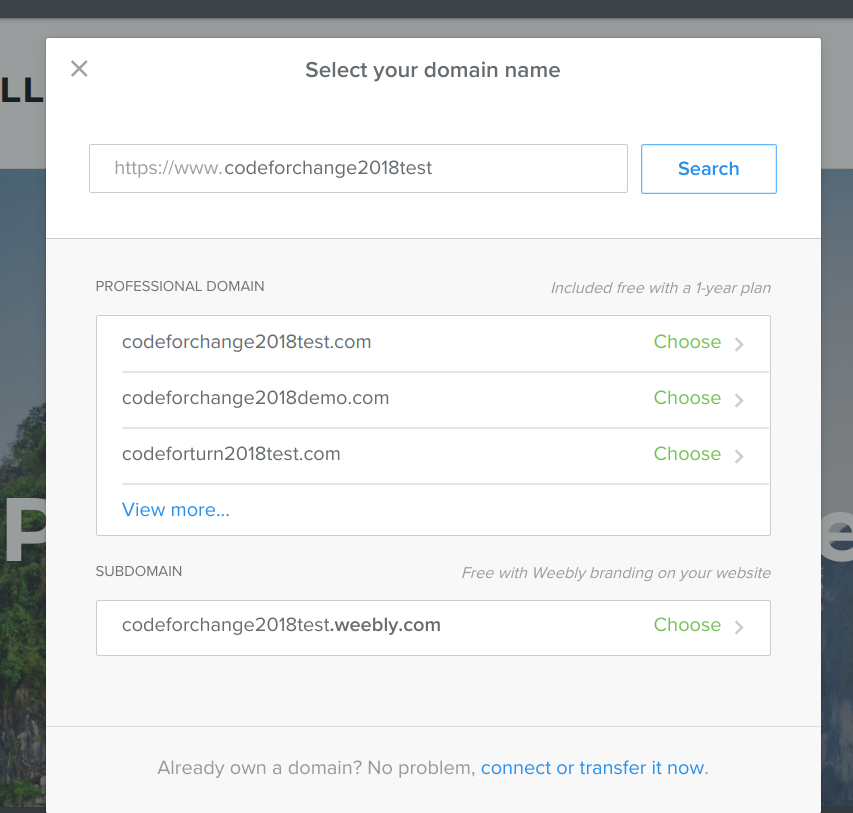 LL
Select your domain name
https://www.codeforchange2018test
Search
PROFESSIONAL DOMAIN
Included free with a 1-year plan
codeforchange2018test.com
Choose
codeforchange2018demo.com
Choose
codeforturn2018test.com
Choose
View more...
SUBDOMAIN
Free with Weebly branding on your website
codeforchange2018test.weebly.com
Choose
P
e
Already own a domain? No problem, connect or transfer it now.